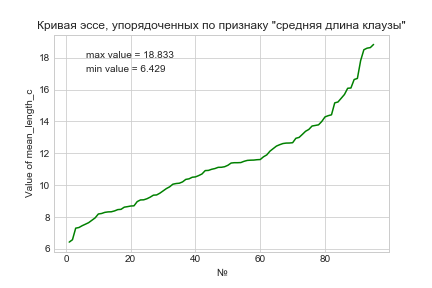 Кривая эссе, упорядоченных по признаку "средняя длина клаузы"
max value = 18.833
min value = 6.429
Value of mean_length_c
18
16
14
12
10
8
6
0 20 40 60 80
№